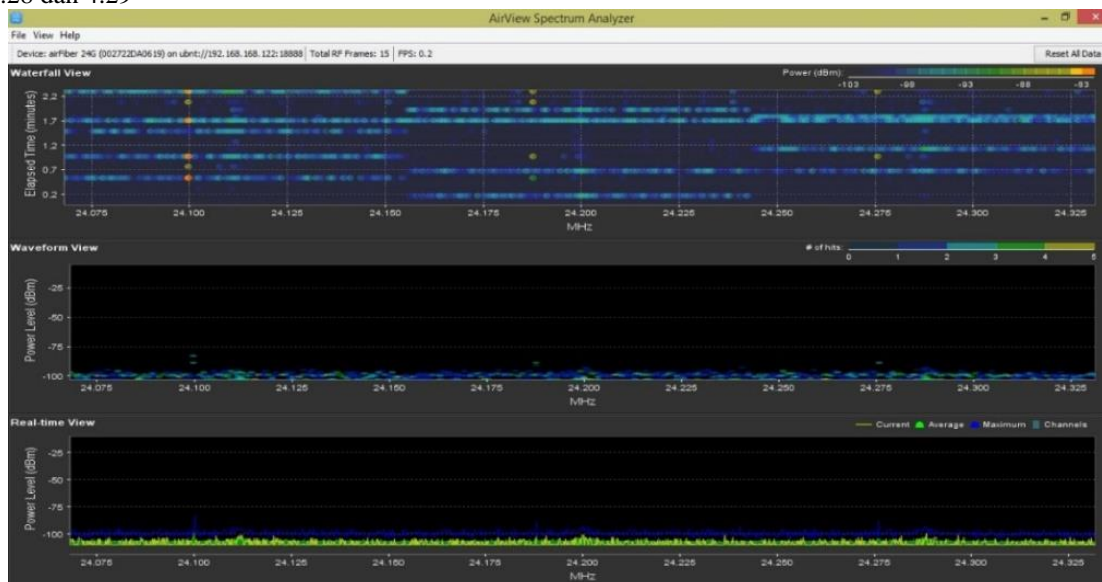 4.28 dan 4.29
AirView Spectrum Analyzer
File View Help
Device: airFiber 24G (002722DA0619) on ubnt://192.168.168.122:18888 Total RF Frames: 15 FPS: 0.2
Reset All Data
Waterfall View
Power (dBm):
-103 -98 -93 -88 -83
Elapsed Time (minutes)
2,2
1,7
1,2
0,7
0,2
24.075 24.100 24.125 24.150 24.175 24.200 24.225 24.250 24.275 24.300 24.325
MHz
Waveform View
# of hits:
0 1 2 3 4 5
Power Level (dBm)
-25
-50
-75
-100
24.075 24.100 24.125 24.150 24.175 24.200 24.225 24.250 24.275 24.300 24.325
MHz
Real-time View
Current Average Maximum Channels
Power Level (dBm)
-25
-50
-75
-100
24.075 24.100 24.125 24.150 24.175 24.200 24.225 24.250 24.275 24.300 24.325
MHz